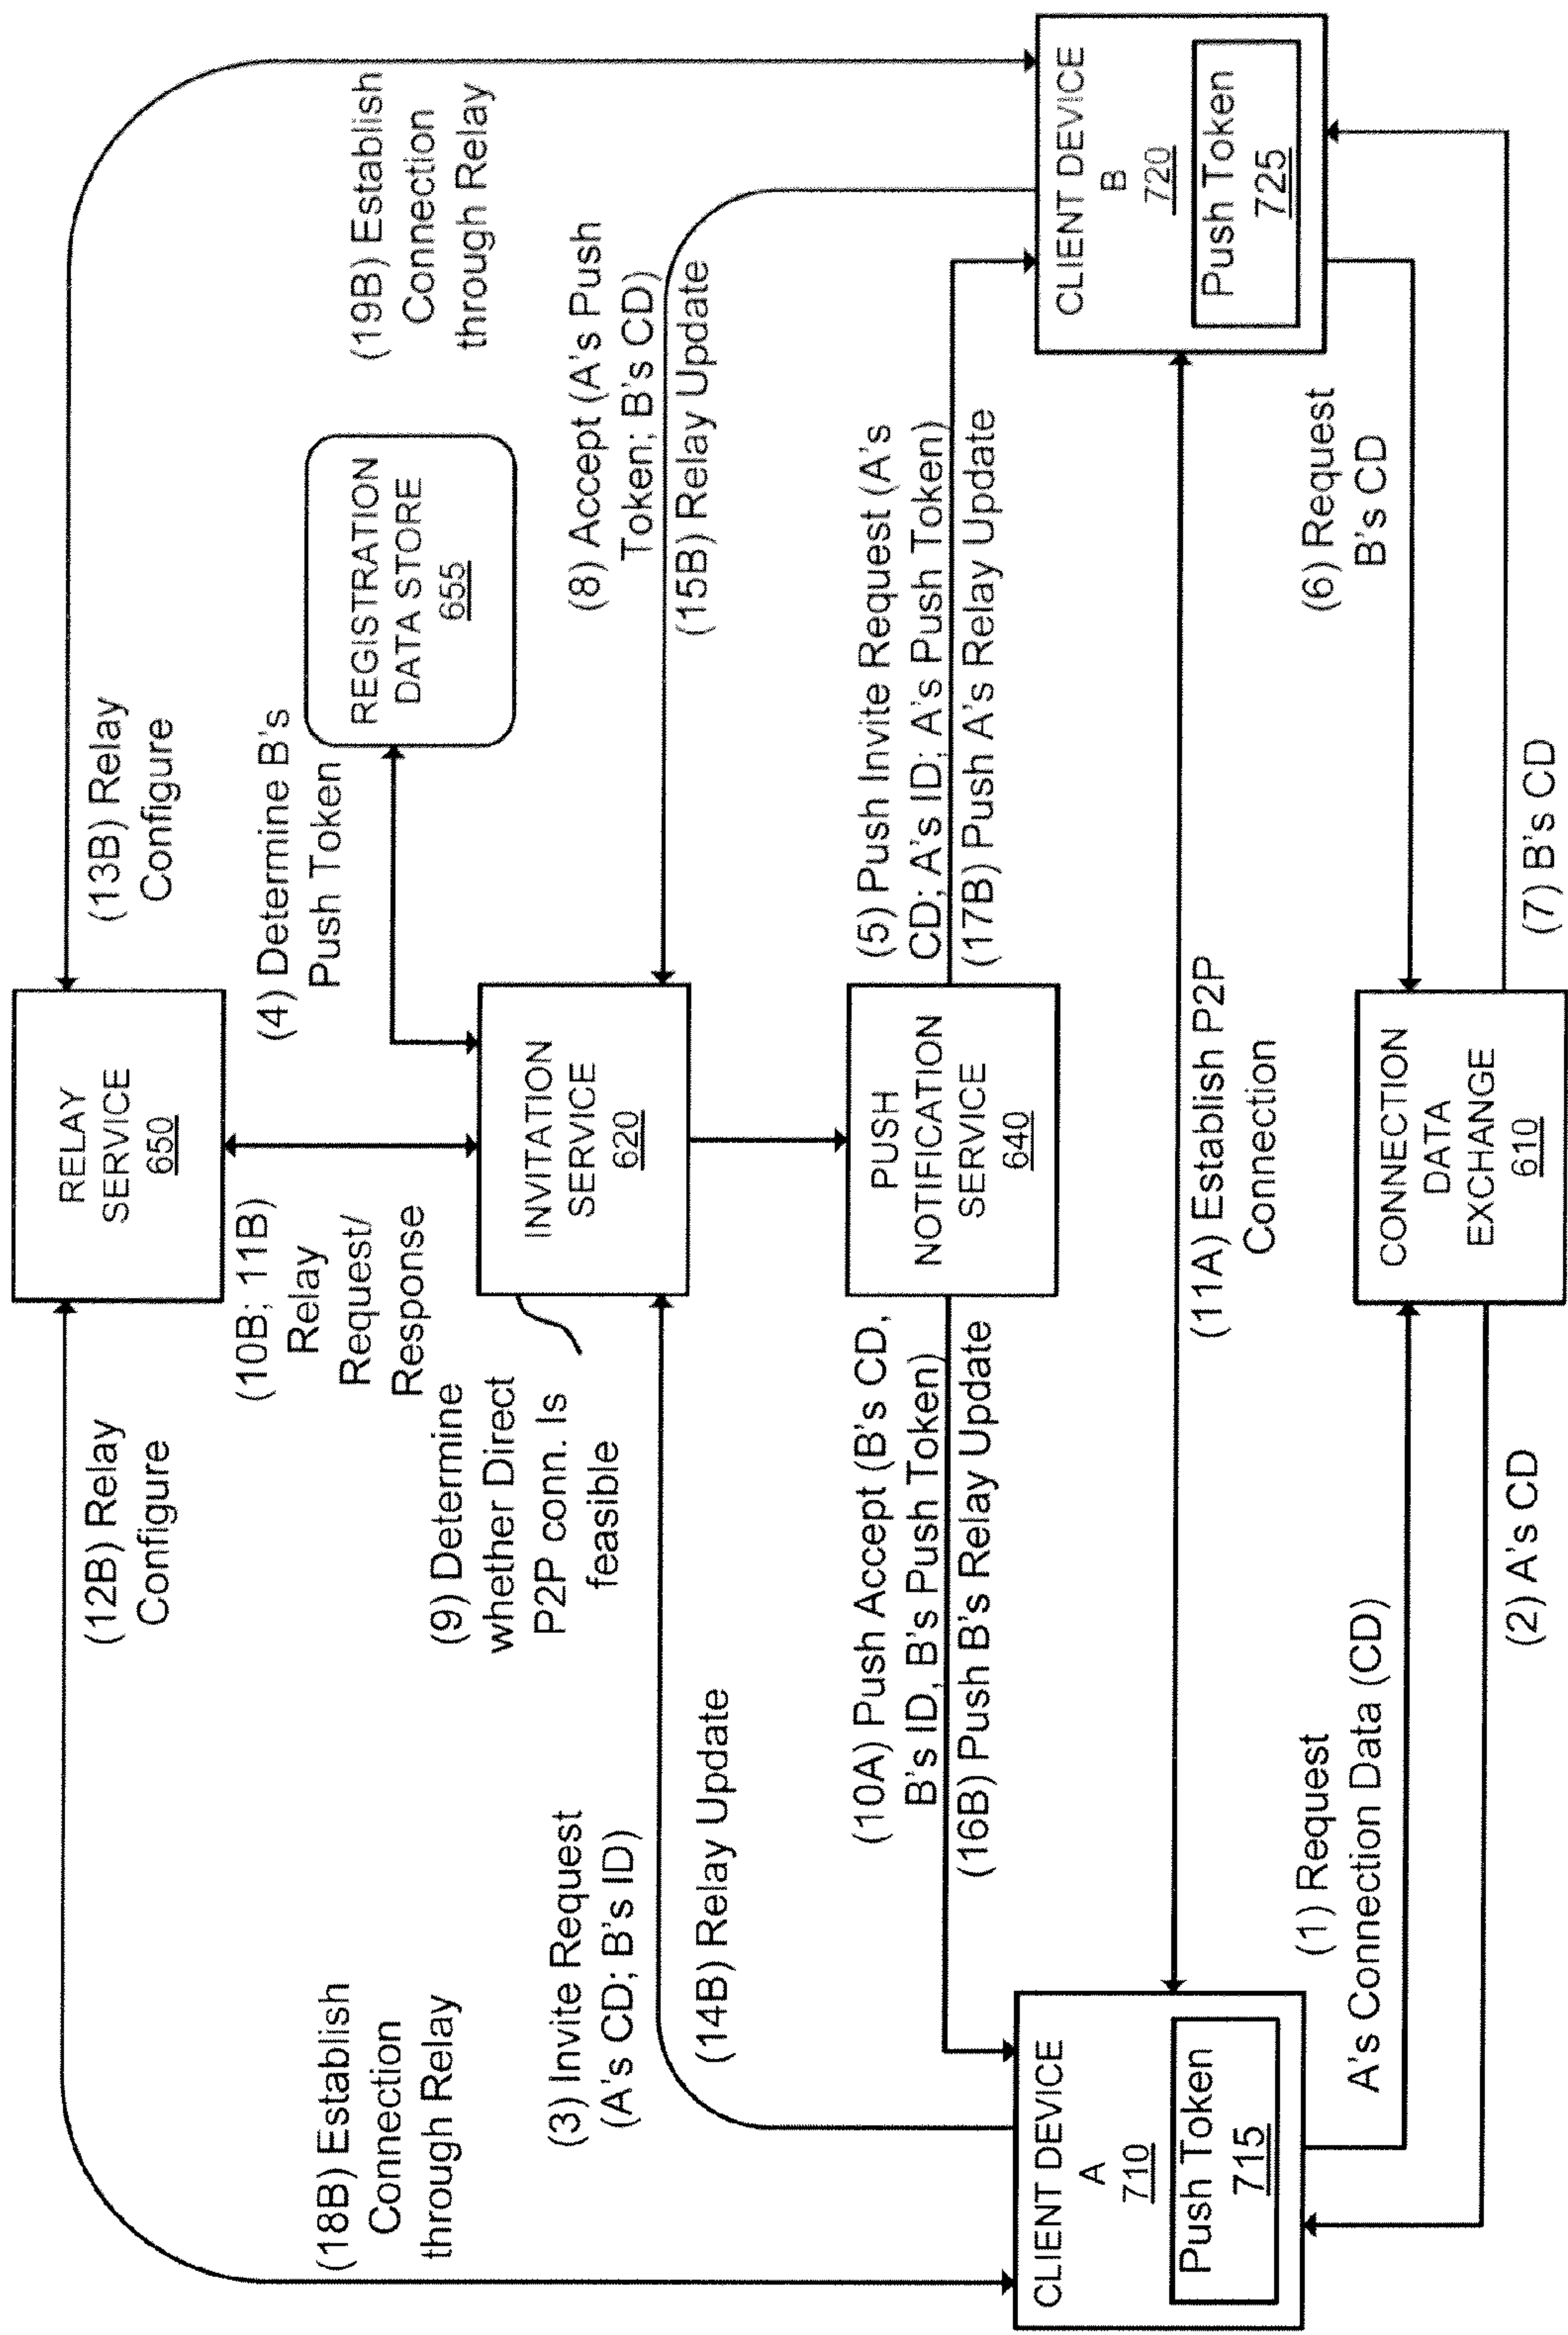 (18B) Establish
Connection
through Relay
(12B) Relay
Configure
RELAY
SERVICE
650
(13B) Relay
Configure
(19B) Establish
Connection
through Relay
(10B; 11B)
Relay
Request/
Response
(4) Determine B's
Push Token
REGISTRATION
DATA STORE
655
(9) Determine
whether Direct
P2P conn. Is
feasible
(3) Invite Request
(A's CD; B's ID)
(14B) Relay Update
INVITATION
SERVICE
620
(8) Accept (A's Push
Token; B's CD)
(15B) Relay Update
(10A) Push Accept (B's CD,
B's ID, B's Push Token)
(16B) Push B's Relay Update
PUSH
NOTIFICATION
SERVICE
640
(5) Push Invite Request (A's
CD; A's ID; A's Push Token)
(17B) Push A's Relay Update
CLIENT DEVICE
A
710
Push Token
715
(11A) Establish P2P
Connection
CLIENT DEVICE
B
720
Push Token
725
(1) Request
A's Connection Data (CD)
(2) A's CD
CONNECTION
DATA
EXCHANGE
610
(6) Request
B's CD
(7) B's CD